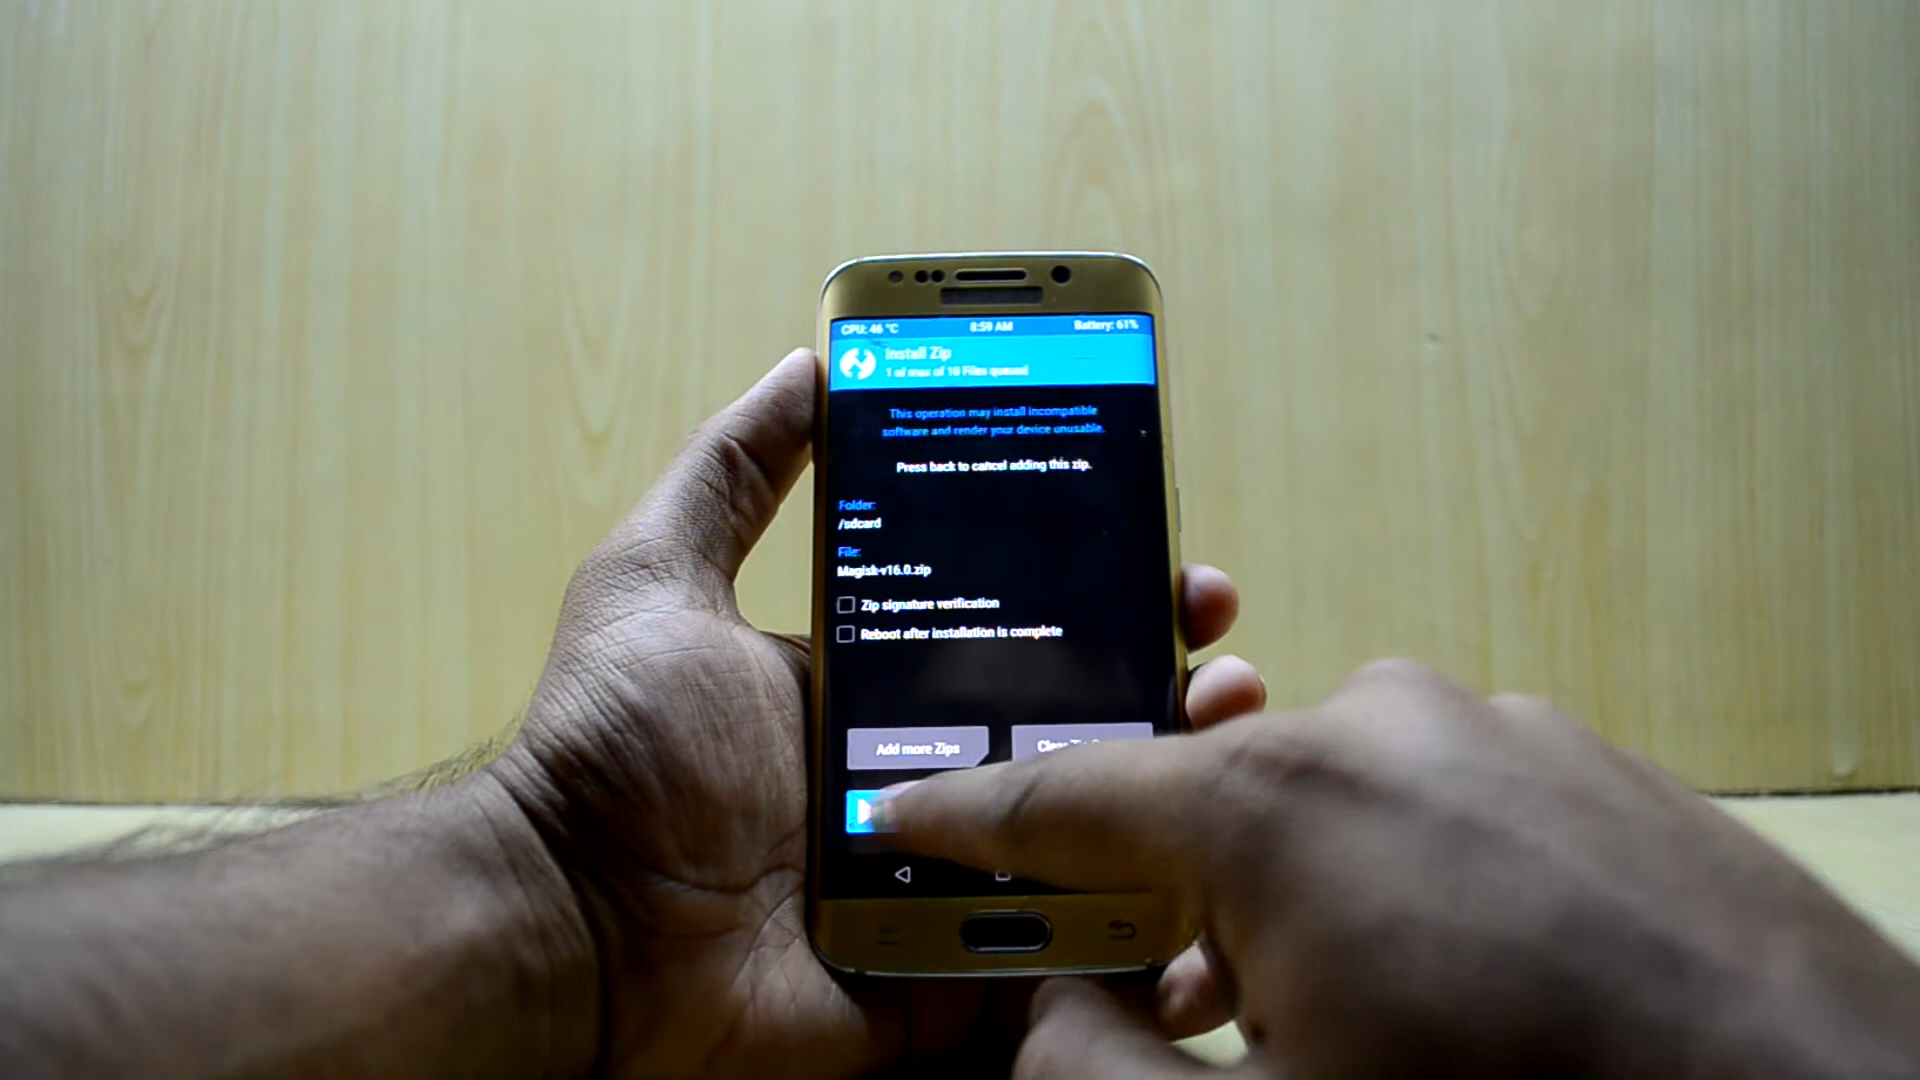 CPU: 46 °C 8:59 AM Battery: 61%
Install Zip
1 of max of 10 Files queued
This operation may install incompatible
software and render your device unusable.
Press back to cancel adding this zip.
Folder:
/sdcard
File:
Magisk-v16.0.zip
Zip signature verification
Reboot after installation is complete
Add more Zips